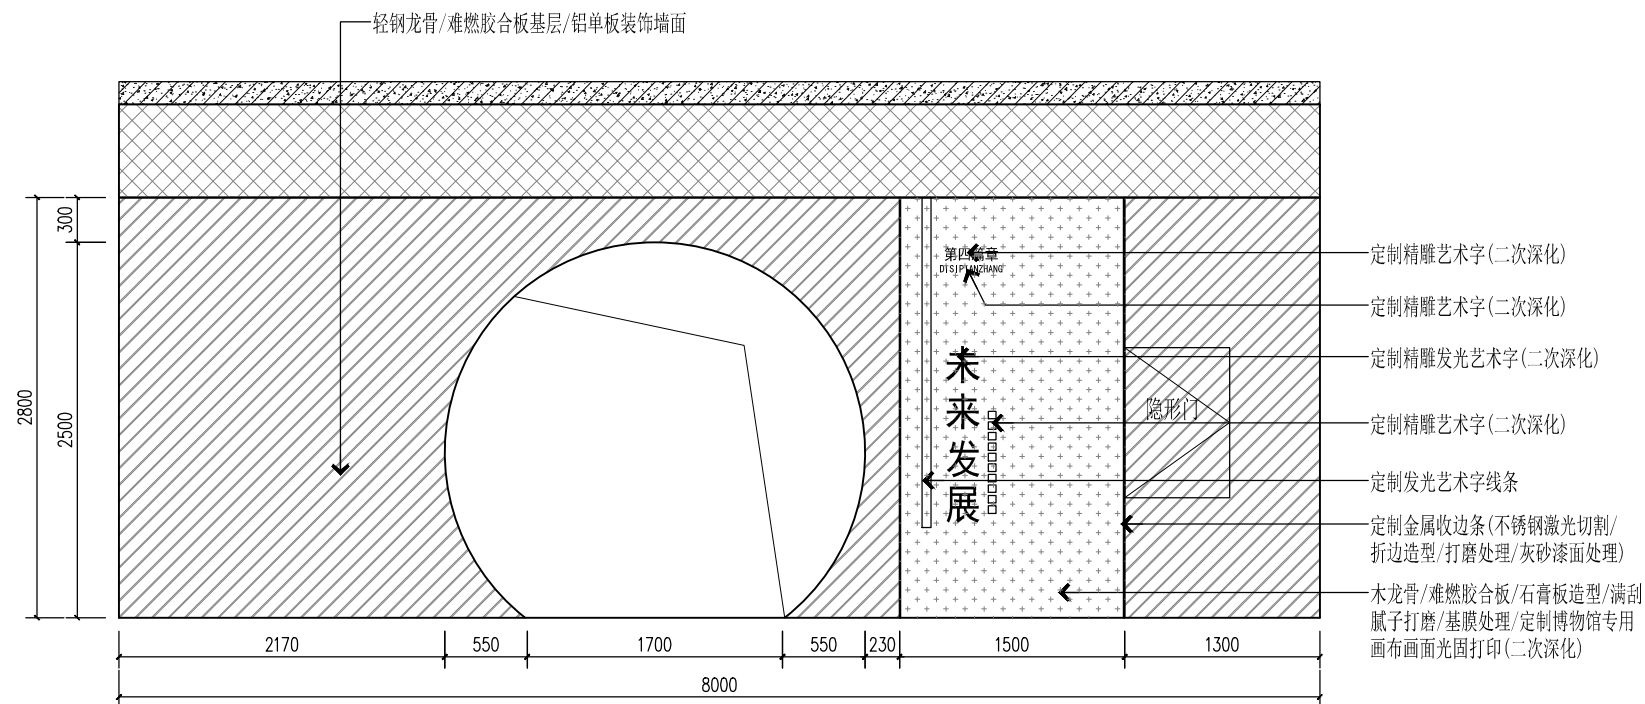 轻钢龙骨/难燃胶合板基层/铝单板装饰墙面
300
2800
2500
第四篇章
DISIPIANZHANG
未来发展
隐形门
定制精雕艺术字(二次深化)
定制精雕艺术字(二次深化)
定制精雕发光艺术字(二次深化)
定制精雕艺术字(二次深化)
定制发光艺术字线条
定制金属收边条(不锈钢激光切割/
折边造型/打磨处理/灰砂漆面处理)
木龙骨/难燃胶合板/石膏板造型/满刮
腻子打磨/基膜处理/定制博物馆专用
画布画面光固打印(二次深化)
2170
550
1700
550
230
1500
1300
8000